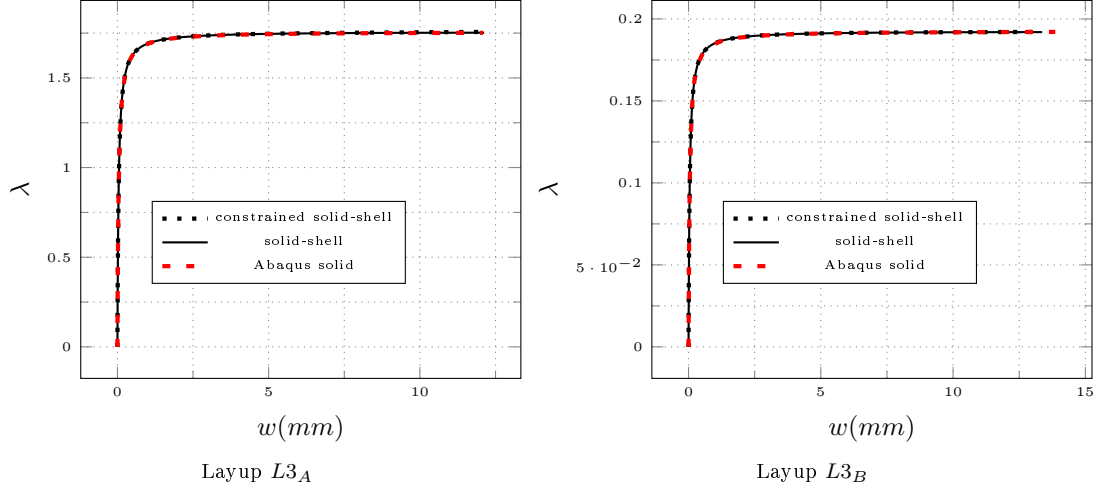 λ
1.5
1
0.5
0
constrained solid-shell
solid-shell
Abaqus solid
0 5 10
w(mm)
Layup L3_A
λ
0.2
0.15
0.1
5 · 10^−2
0
constrained solid-shell
solid-shell
Abaqus solid
0 5 10 15
w(mm)
Layup L3_B